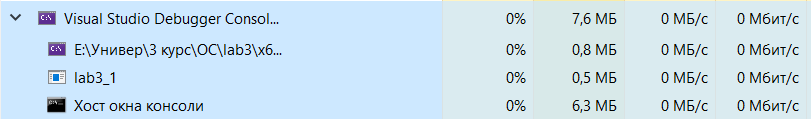 Visual Studio Debugger Consol... 0% 7,6 МБ 0 МБ/с 0 Мбит/с
E:\Универ\3 курс\ОС\lab3\x6... 0% 0,8 МБ 0 МБ/с 0 Мбит/с
lab3_1 0% 0,5 МБ 0 МБ/с 0 Мбит/с
Хост окна консоли 0% 6,3 МБ 0 МБ/с 0 Мбит/с